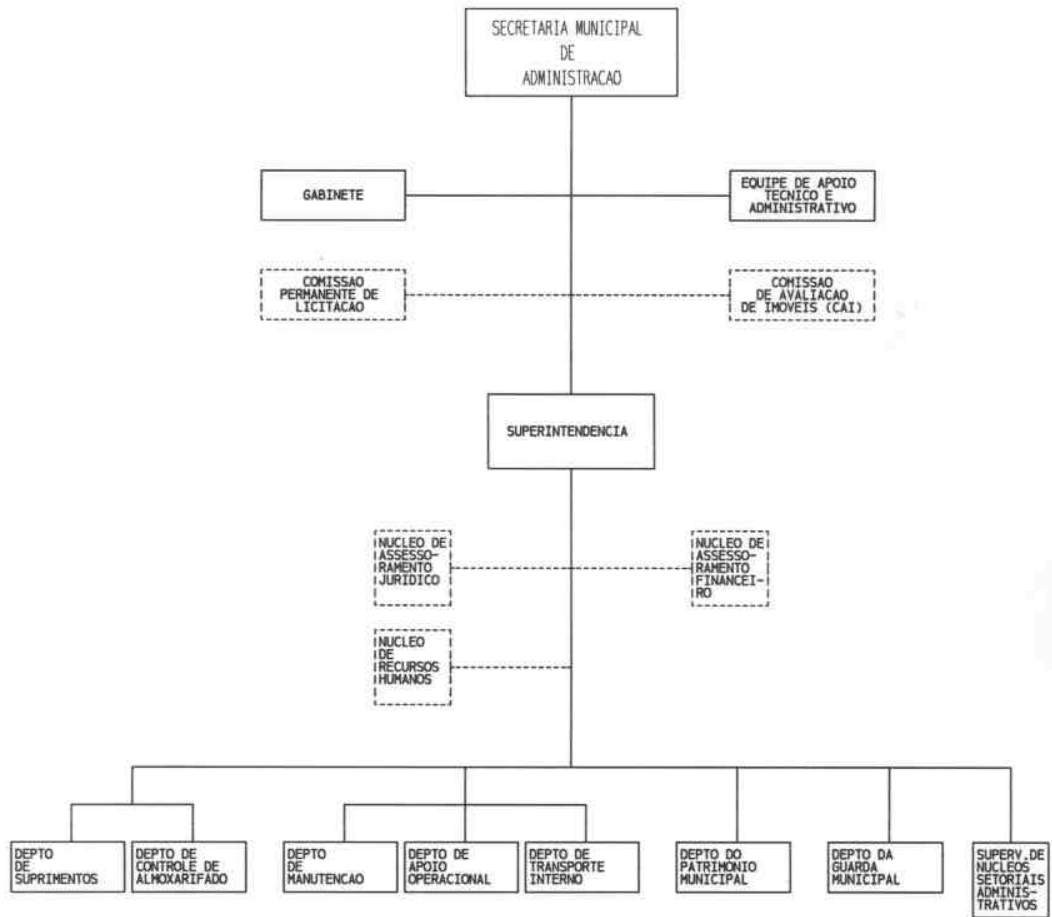 SECRETARIA MUNICIPAL
DE
ADMINISTRACAO
GABINETE
EQUIPE DE APOIO
TECNICO E
ADMINISTRATIVO
COMISSAO
PERMANENTE DE
LICITACAO
COMISSAO
DE AVALIACAO
DE IMOVEIS (CAI)
SUPERINTENDENCIA
NUCLEO DE
ASSESSO-
RAMENTO
JURIDICO
NUCLEO DE
ASSESSO-
RAMENTO
FINANCEI-
RO
NUCLEO
DE
RECURSOS
HUMANOS
DEPTO
DE
SUPRIMENTOS
DEPTO DE
CONTROLE DE
ALMOXARIFADO
DEPTO
DE
MANUTENCAO
DEPTO DE
APOIO
OPERACIONAL
DEPTO DE
TRANSPORTE
INTERNO
DEPTO DO
PATRIMONIO
MUNICIPAL
DEPTO DA
GUARDA
MUNICIPAL
SUPERV.DE
NUCLEOS
SETORIAIS
ADMINIS-
TRATIVOS